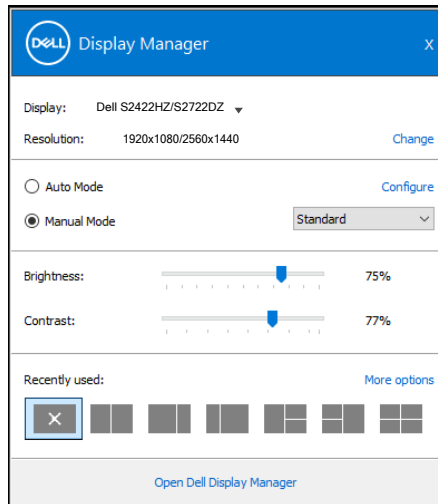 DELL Display Manager X
Display: Dell S2422HZ/S2722DZ
Resolution: 1920x1080/2560x1440 Change
Auto Mode Configure
Manual Mode Standard
Brightness: 75%
Contrast: 77%
Recently used: More options
Open Dell Display Manager